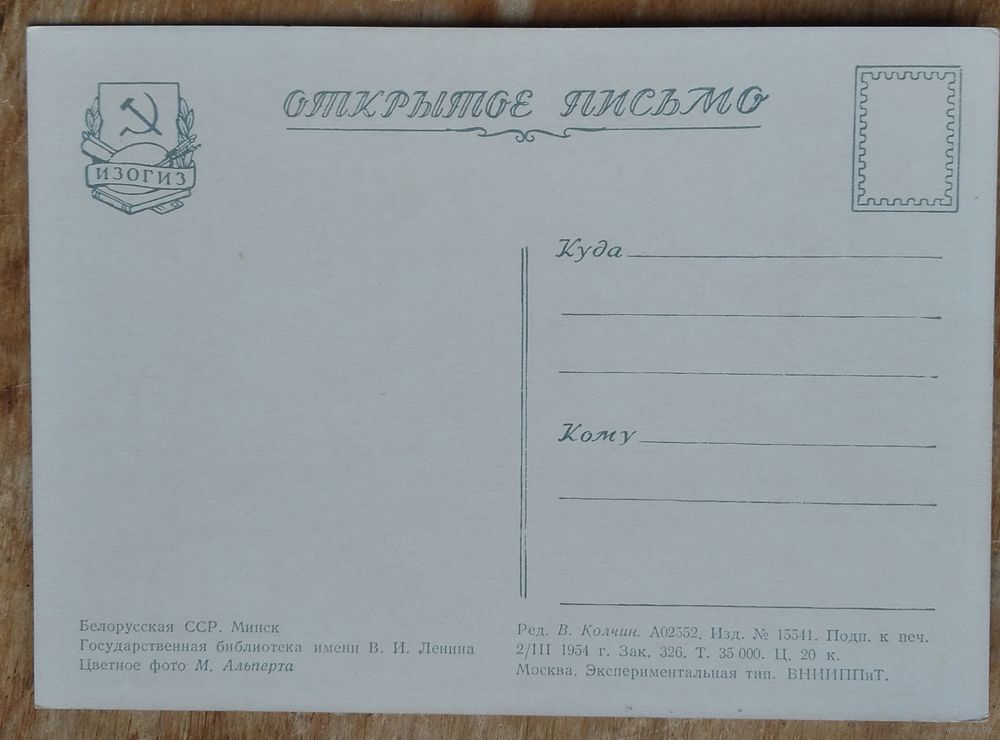 ОТКРЫТОЕ ПИСЬМО
ИЗОГИЗ
Куда
Кому
Белорусская ССР. Минск
Государственная библиотека имени В. И. Ленина
Цветное фото М. Альперта
Ред. В. Колчин. А02552. Изд. № 15541. Подп. к печ.
2/III 1954 г. Зак. 326. Т. 35 000. Ц. 20 к.
Москва. Экспериментальная тип. ВНИИППиТ.